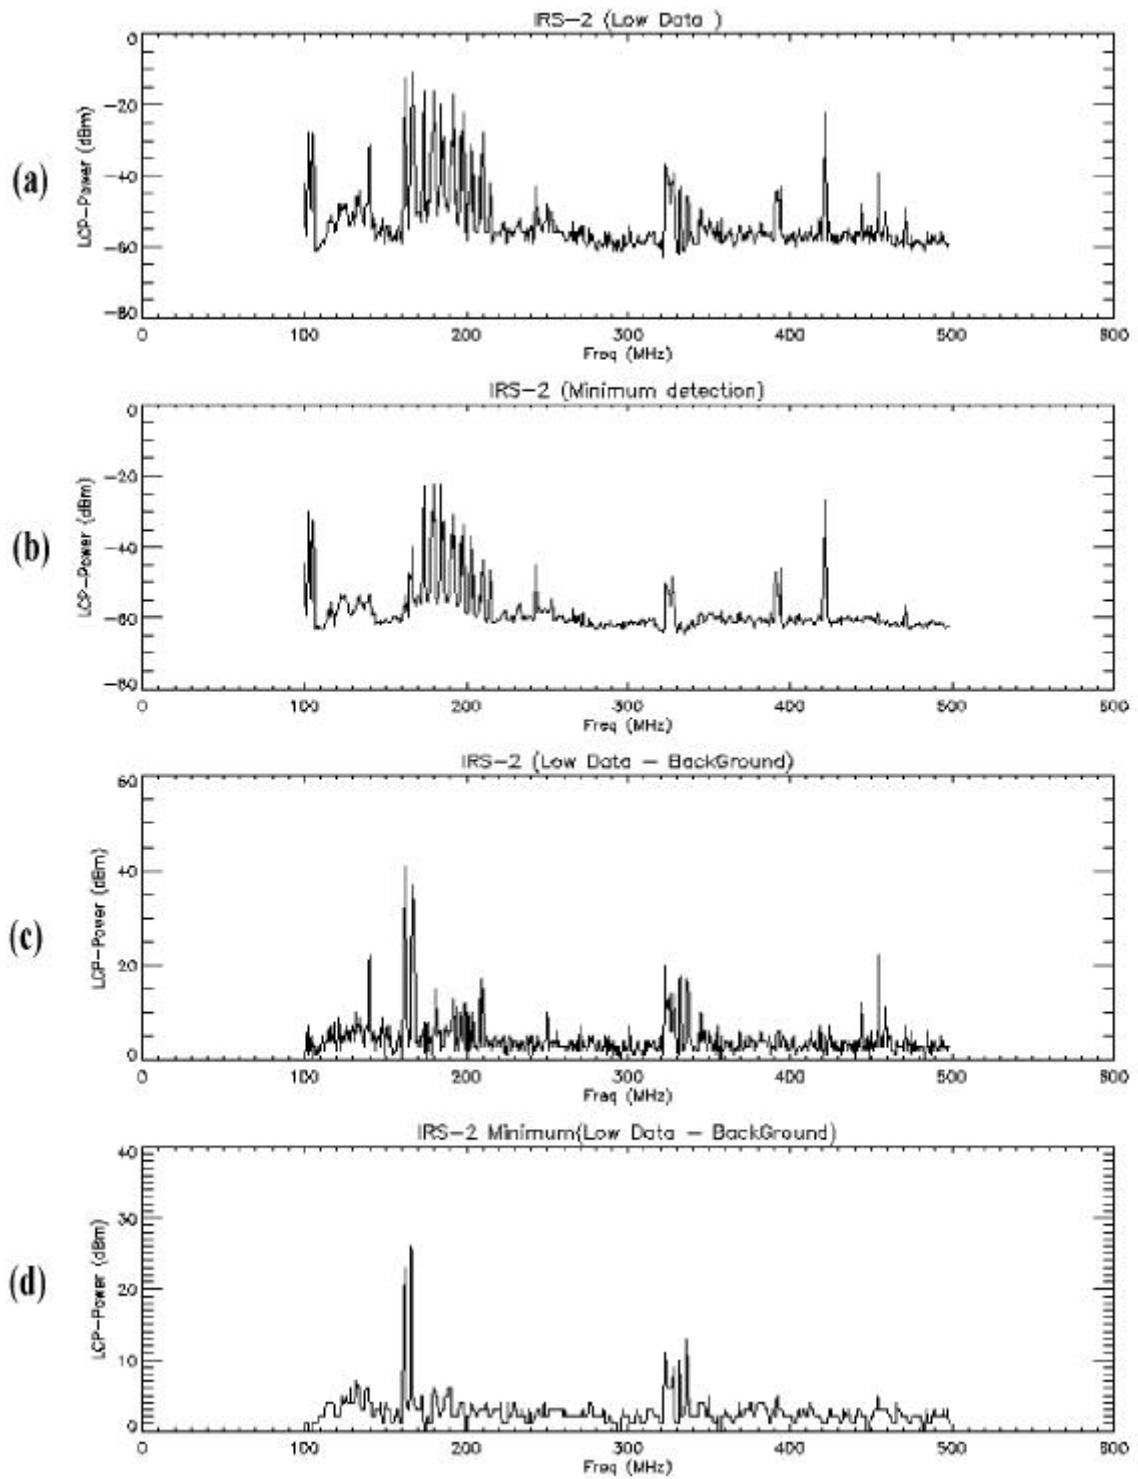 IRS-2 (Low Data )
(a)
LCP-Power (dBm)
0
-20
-40
-60
-80
0 100 200 300 400 500 600
Freq (MHz)
IRS-2 (Minimum detection)
(b)
LCP-Power (dBm)
0
-20
-40
-60
-80
0 100 200 300 400 500 600
Freq (MHz)
IRS-2 (Low Data - BackGround)
(c)
LCP-Power (dBm)
60
40
20
0
0 100 200 300 400 500 600
Freq (MHz)
IRS-2 Minimum(Low Data - BackGround)
(d)
LCP-Power (dBm)
40
30
20
10
0
0 100 200 300 400 500 600
Freq (MHz)